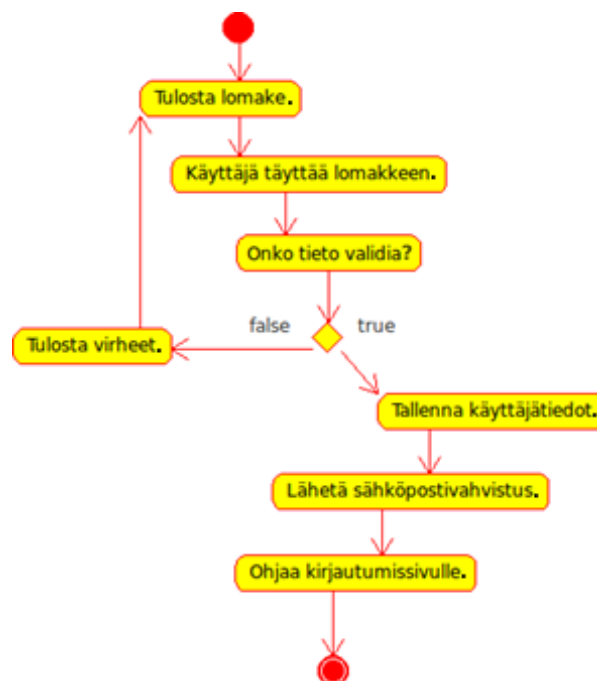 Tulosta lomake.
Käyttäjä täyttää lomakkeen.
Onko tieto validia?
false true
Tulosta virheet.
Tallenna käyttäjätiedot.
Lähetä sähköpostivahvistus.
Ohjaa kirjautumissivulle.